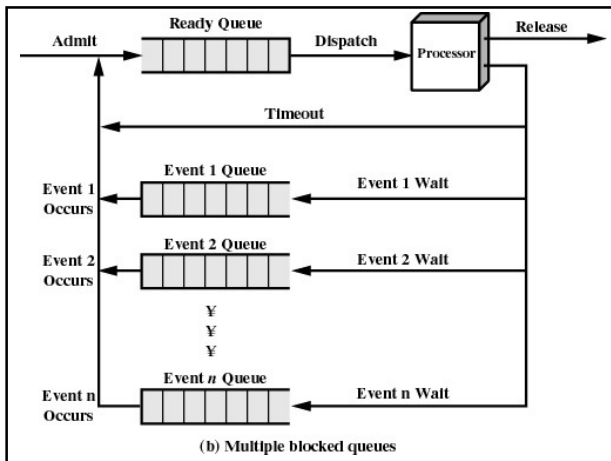 Ready Queue
Release
Admit
Dispatch
Processor
Timeout
Event 1 Queue
Event 1
Occurs
Event 1 Wait
Event 2 Queue
Event 2
Occurs
Event 2 Wait
¥
¥
¥
Event n Queue
Event n
Occurs
Event n Wait
(b) Multiple blocked queues